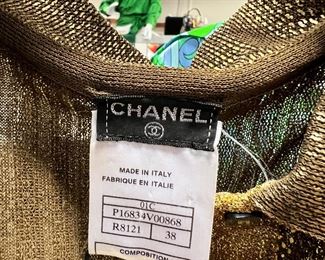 CHANEL
MADE IN ITALY
FABRIQUE EN ITALIE
01C
P16834V00868
R8121 38
COMPOSITION